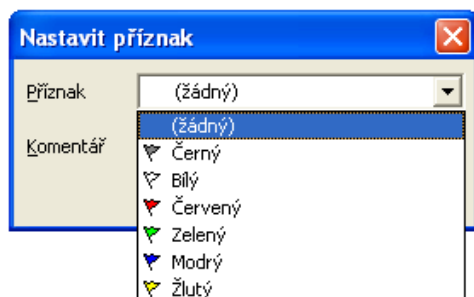 Nastavit příznak
Příznak (žádný)
(žádný)
Komentář
Černý
Bílý
Červený
Zelený
Modrý
Žlutý